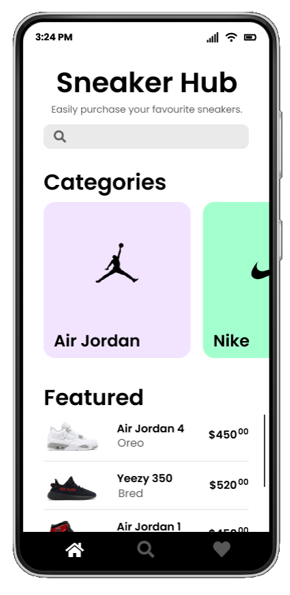 3:24 PM
Sneaker Hub
Easily purchase your favourite sneakers.
Categories
Air Jordan
Nike
Featured
Air Jordan 4
$450.00
Oreo
Yeezy 350
$520.00
Bred
Air Jordan 1